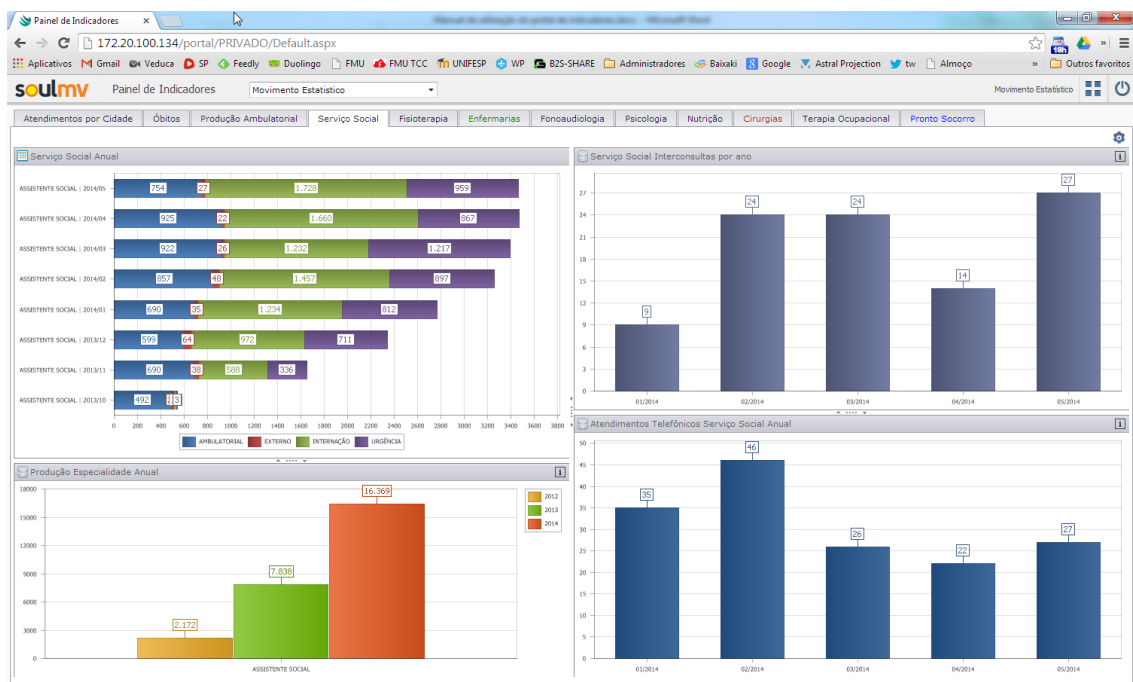 Painel de Indicadores
Manual de utilização do portal de indicadores.docx - Microsoft Word
172.20.100.134/portal/PRIVADO/Default.aspx
18h
Aplicativos Gmail Veduca SP Feedly Duolingo FMU FMU TCC UNIFESP WP B2S-SHARE Administradores Baixaki Google Astral Projection tw Almoço » Outros favoritos
soulmv Painel de Indicadores Movimento Estatistico Movimento Estatístico
Atendimentos por Cidade Óbitos Produção Ambulatorial Serviço Social Fisioterapia Enfermarias Fonoaudiologia Psicologia Nutrição Cirurgias Terapia Ocupacional Pronto Socorro
Serviço Social Anual
ASSISTENTE SOCIAL | 2014/05 754 27 1.728 959
ASSISTENTE SOCIAL | 2014/04 925 22 1.660 867
ASSISTENTE SOCIAL | 2014/03 922 26 1.232 1.217
ASSISTENTE SOCIAL | 2014/02 857 48 1.457 897
ASSISTENTE SOCIAL | 2014/01 690 35 1.234 812
ASSISTENTE SOCIAL | 2013/12 599 64 972 711
ASSISTENTE SOCIAL | 2013/11 690 38 588 336
ASSISTENTE SOCIAL | 2013/10 492
0 200 400 600 800 1000 1200 1400 1600 1800 2000 2200 2400 2600 2800 3000 3200 3400 3600 3800
AMBULATORIAL EXTERNO INTERNAÇÃO URGÊNCIA
Serviço Social Interconsultas por ano
27
24
21
18
15
12
9
6
3
0
9 24 24 14 27
01/2014 02/2014 03/2014 04/2014 05/2014
Produção Especialidade Anual
18000
15000
12000
9000
6000
3000
0
2.172 7.838 16.369
ASSISTENTE SOCIAL
2012
2013
2014
Atendimentos Telefônicos Serviço Social Anual
50
45
40
35
30
25
20
15
10
5
0
35 46 26 22 27
01/2014 02/2014 03/2014 04/2014 05/2014